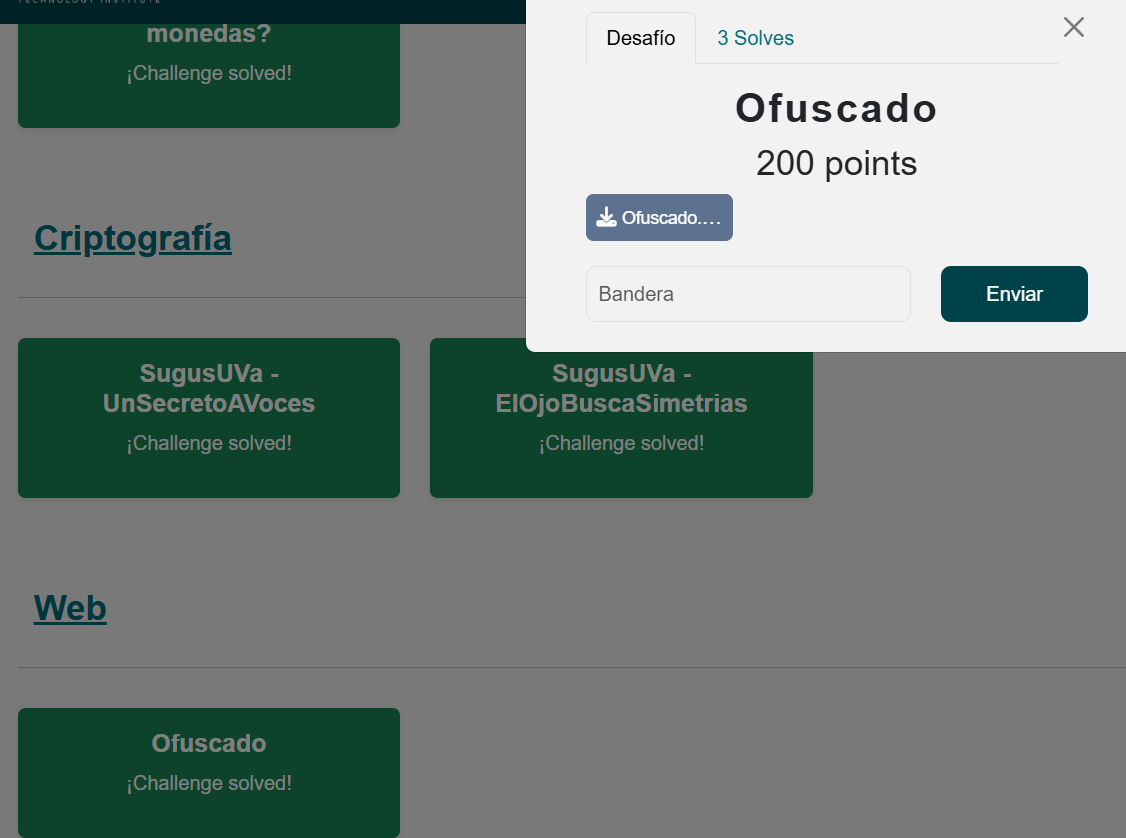 TECHNOLOGY INSTITUTE
monedas?
¡Challenge solved!
Desafío
3 Solves
Ofuscado
200 points
Ofuscado....
Bandera
Enviar
Criptografía
SugusUVa -
UnSecretoAVoces
¡Challenge solved!
SugusUVa -
ElOjoBuscaSimetrias
¡Challenge solved!
Web
Ofuscado
¡Challenge solved!